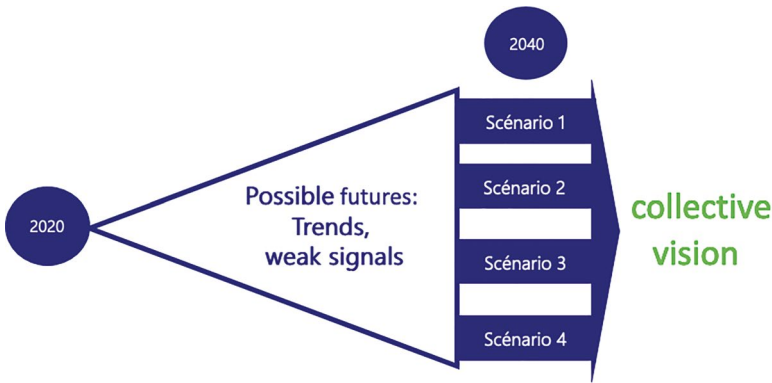 2040
Scénario 1
Scénario 2
Possible futures:
Trends,
weak signals
2020
collective
vision
Scénario 3
Scénario 4